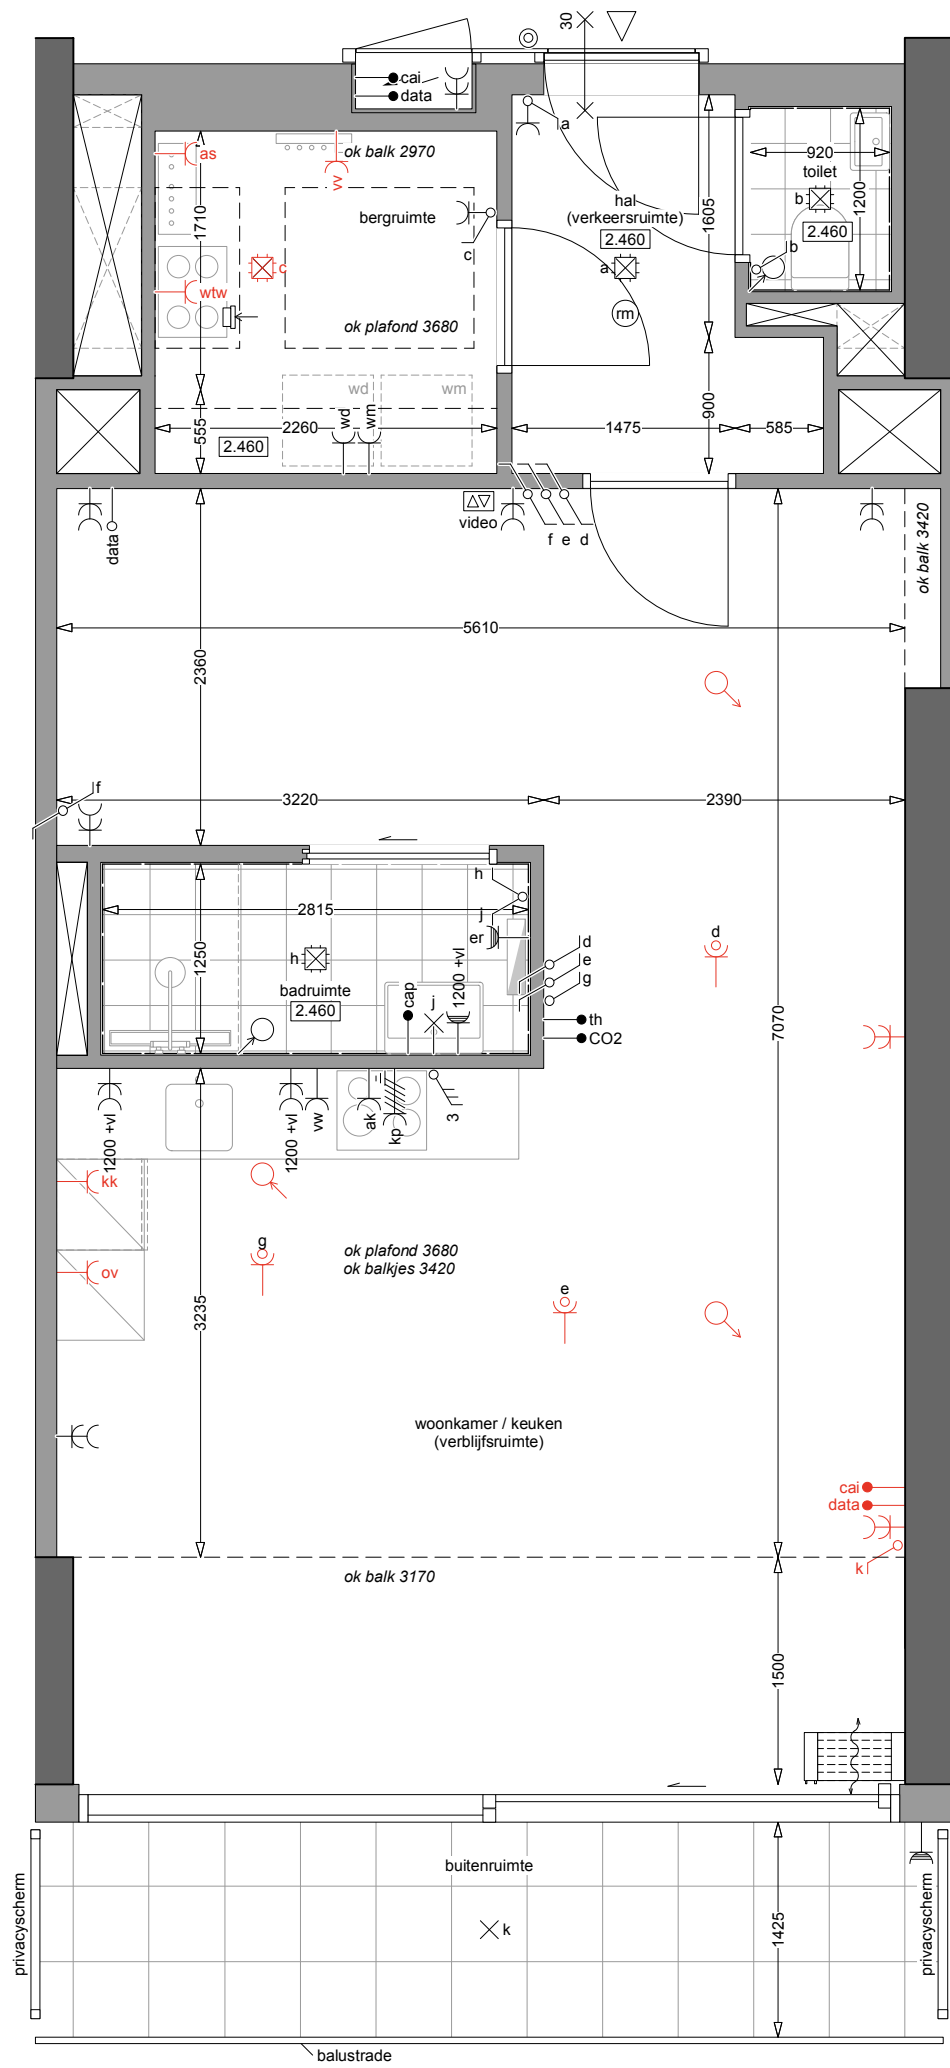 30
cai
data
a
as
ok balk 2970
vv
920
toilet
b
1200
2.460
b
1710
bergruimte
c
hal
(verkeersruimte)
2.460
a
1605
c
wtw
rm
ok plafond 3680
wd
wm
555
2260
wd
wm
2.460
1475
900
585
data
video
f e d
ok balk 3420
5610
2360
f
3220
2390
h
2815
j
er
1250
h
badruimte
2.460
cap
j
1200 +vl
d
e
g
th
CO2
d
7070
1200 +vl
1200 +vl
vw
ak
kp
3
kk
g
ok plafond 3680
ok balkjes 3420
ov
e
3235
woonkamer / keuken
(verblijfsruimte)
cai
data
k
ok balk 3170
1500
buitenruimte
privacyscherm
privacyscherm
k
1425
balustrade